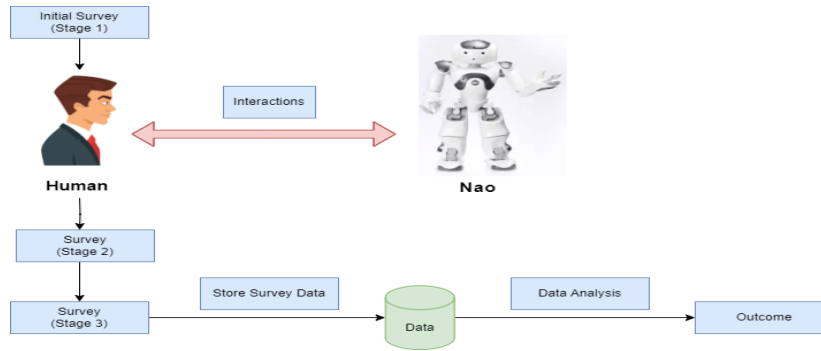 Initial Survey
(Stage 1)
Interactions
Human
Nao
Survey
(Stage 2)
Survey
(Stage 3)
Store Survey Data
Data
Data Analysis
Outcome